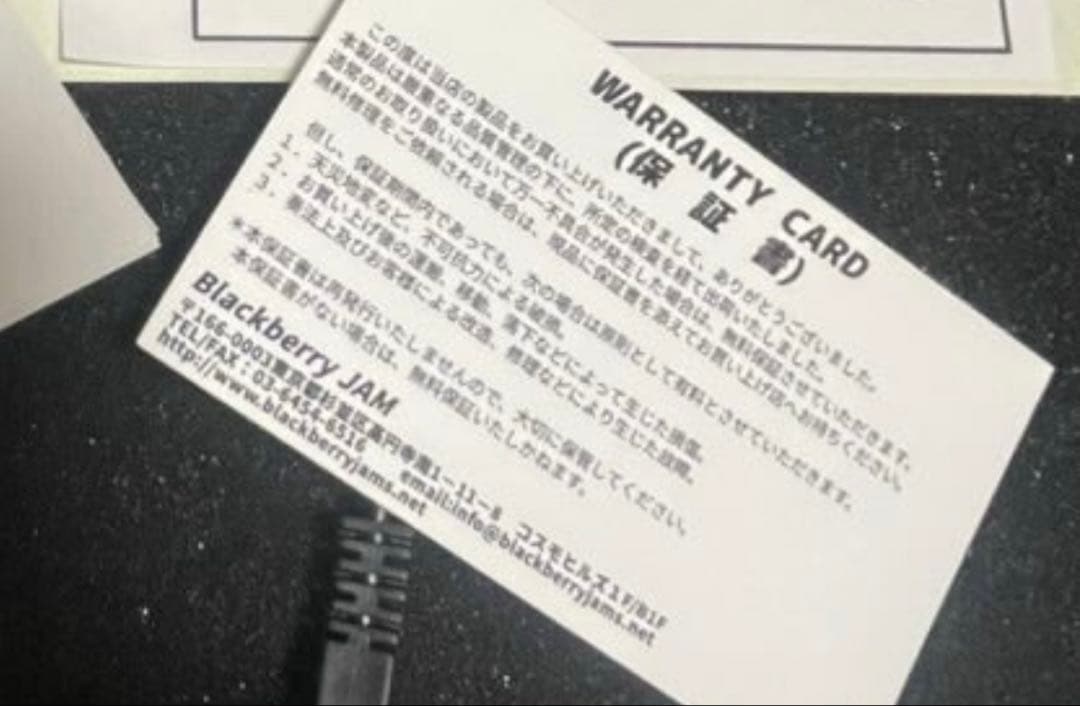 WARRANTY CARD
(保 証 書)
この度は当店の製品をお買い上げいただきまして、ありがとうございました。
本製品は厳重なる品質管理の下に、所定の検査を経て出荷いたしました。
通常のお取り扱いにおいて万一不具合が発生した場合は、無料保証させていただきます。
無料修理をご依頼される場合は、現品に保証書を添えてお買い上げ店へお持ちください。
但し、保証期間内であっても、次の場合は原則として有料とさせていただきます。
1. 天災地変など、不可抗力による破損。
2. お買い上げ後の運搬、移動、落下などによって生じた損傷。
3. 量法上及びお客様による改造、修理などにより生じた故障。
*本保証書は再発行いたしませんので、大切に保管してください。
本保証書がない場合は、無料保証いたしかねます。
Blackberry JAM
〒166-0003東京都杉並区高円寺南1-11-8 コスモヒルズ1F/B1F
TEL/FAX:03-6454-6516 email:info@blackberryjams.net
http://www.blackberryjams.net